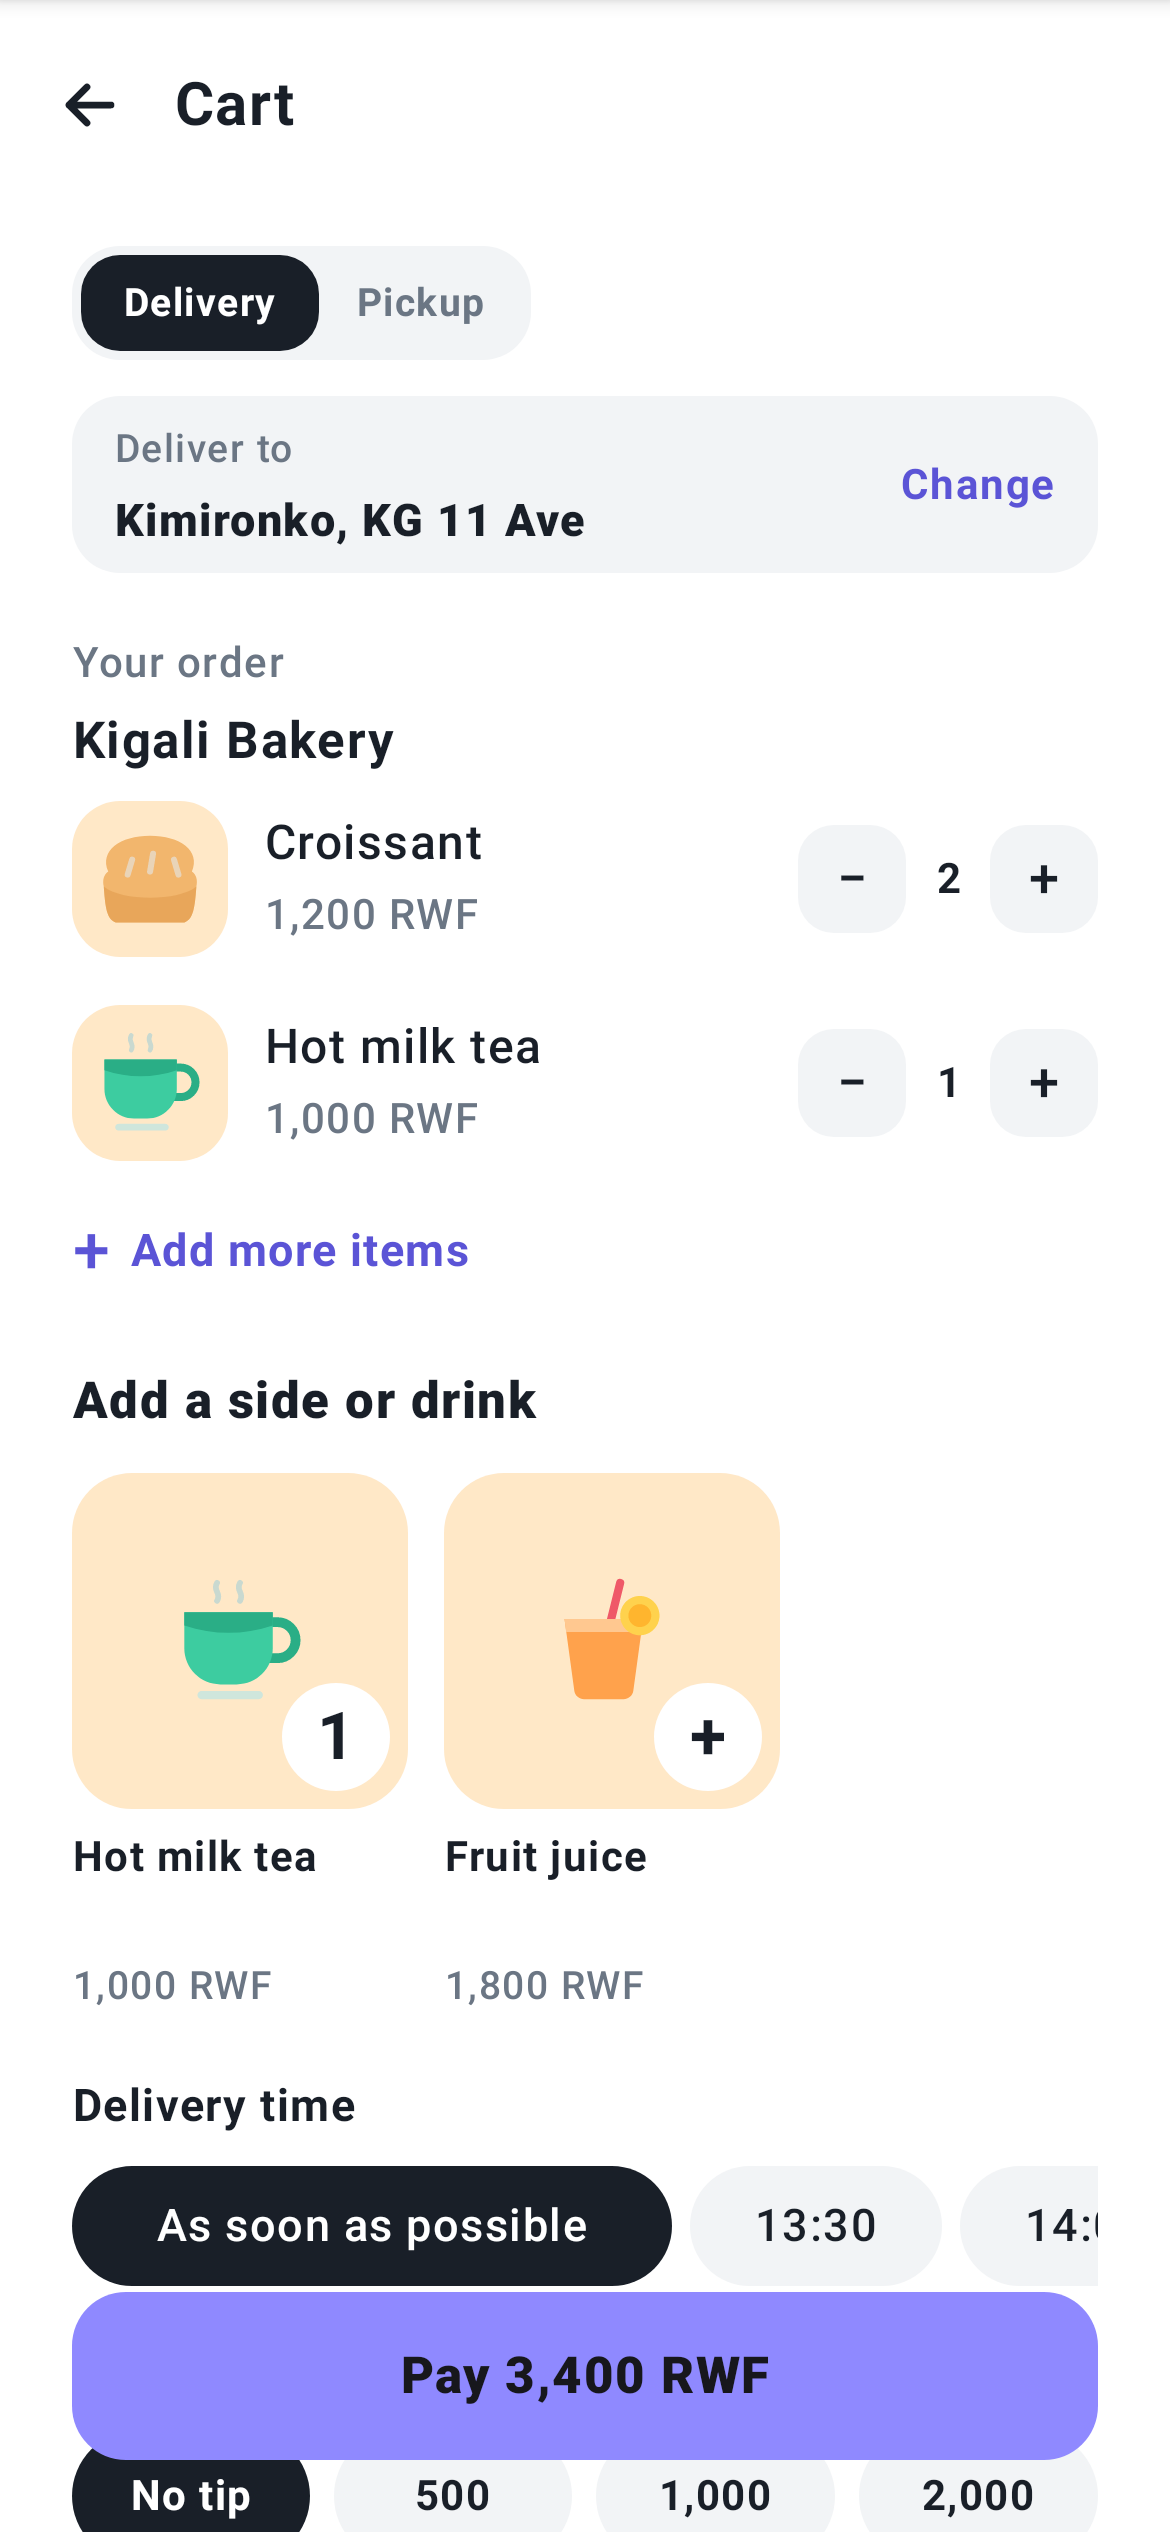 Cart
Delivery
Pickup
Deliver to
Kimironko, KG 11 Ave
Change
Your order
Kigali Bakery
Croissant
1,200 RWF
− 2 +
Hot milk tea
1,000 RWF
− 1 +
+ Add more items
Add a side or drink
1
+
Hot milk tea
Fruit juice
1,000 RWF
1,800 RWF
Delivery time
As soon as possible
13:30
Pay 3,400 RWF
No tip
500
1,000
2,000